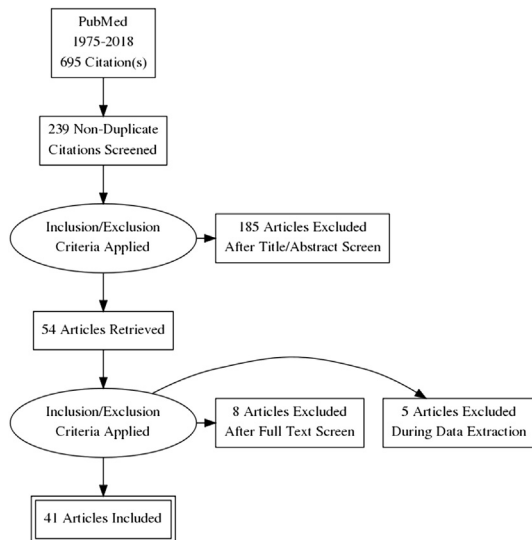 PubMed
1975-2018
695 Citation(s)
239 Non-Duplicate
Citations Screened
Inclusion/Exclusion
Criteria Applied
185 Articles Excluded
After Title/Abstract Screen
54 Articles Retrieved
Inclusion/Exclusion
Criteria Applied
8 Articles Excluded
After Full Text Screen
5 Articles Excluded
During Data Extraction
41 Articles Included